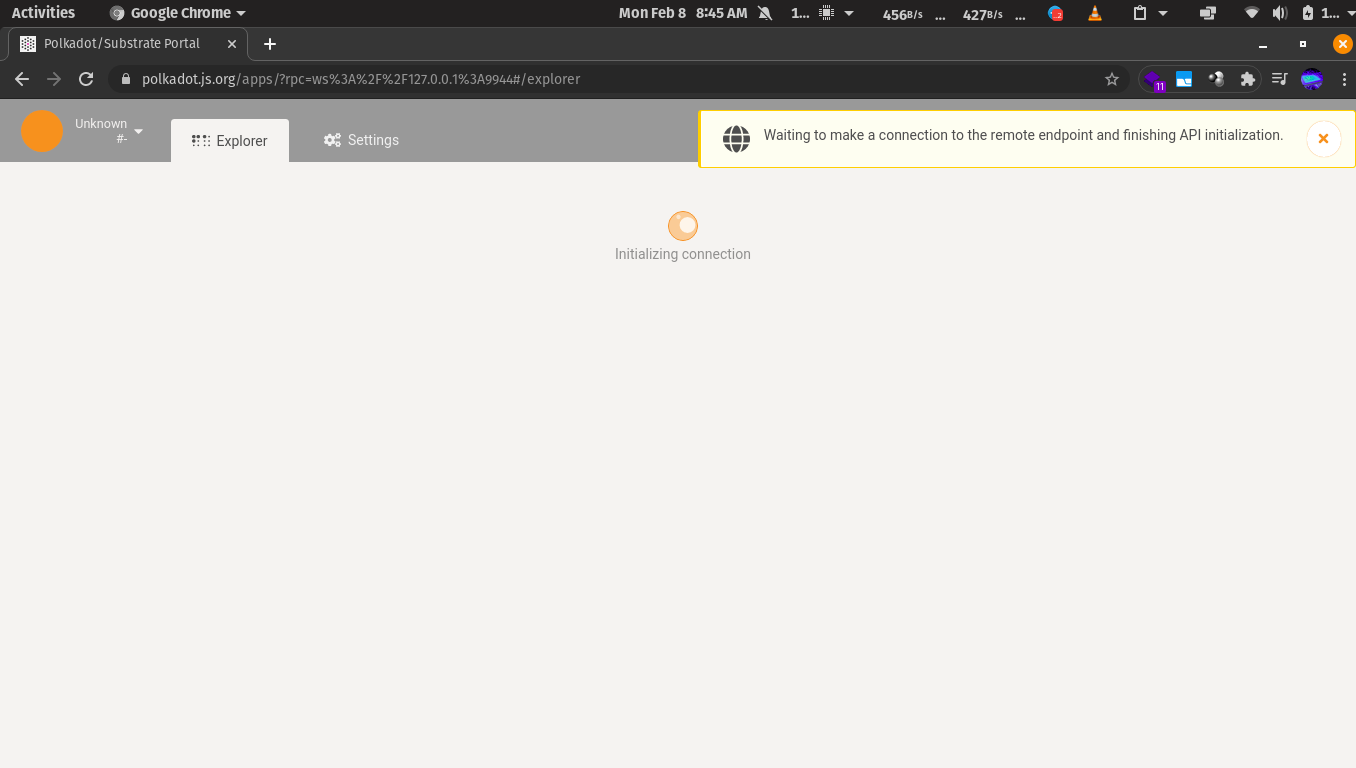 Activities Google Chrome Mon Feb 8 8:45 AM 1... 456B/s ... 427B/s ... 1...
Polkadot/Substrate Portal
polkadot.js.org/apps/?rpc=ws%3A%2F%2F127.0.0.1%3A9944#/explorer
11
Unknown
#-
Explorer
Settings
Waiting to make a connection to the remote endpoint and finishing API initialization.
Initializing connection